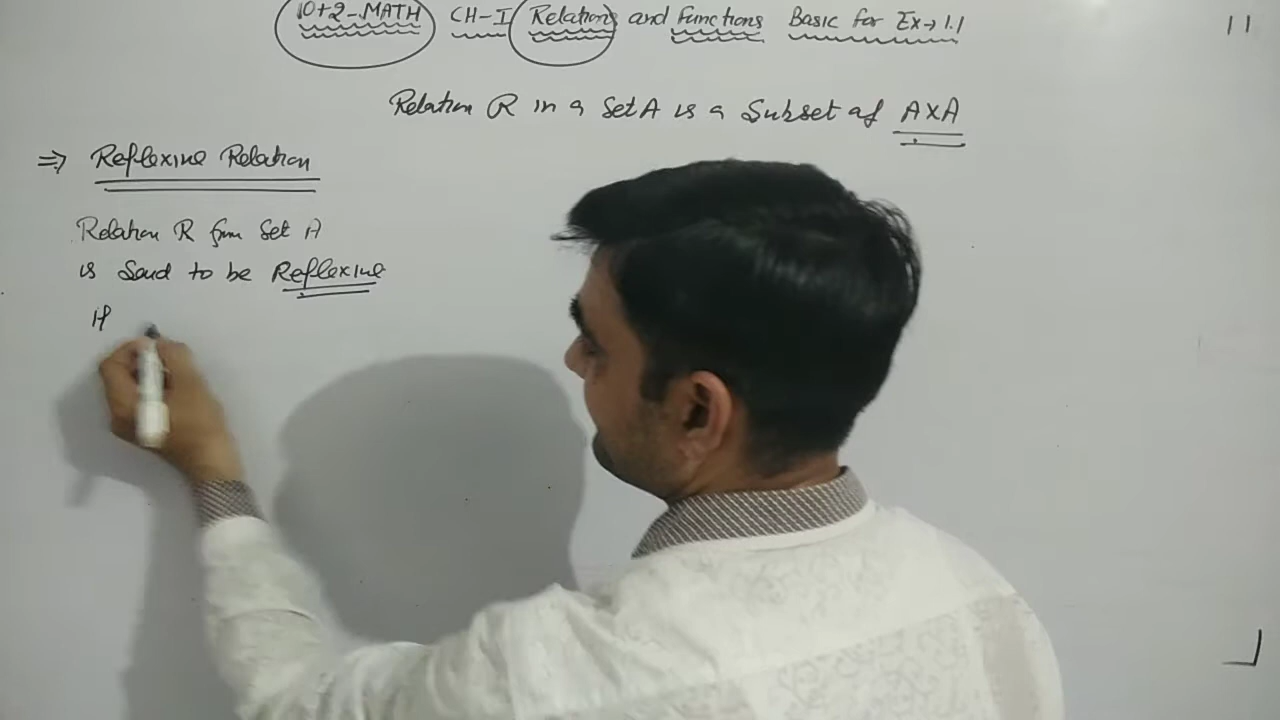 10+2-MATH CH-I Relations and Functions Basic for Ex→1.1
Relation R in a Set A is a Subset of A×A
⇒ Reflexive Relation
Relation R from Set A
is Said to be Reflexive
if